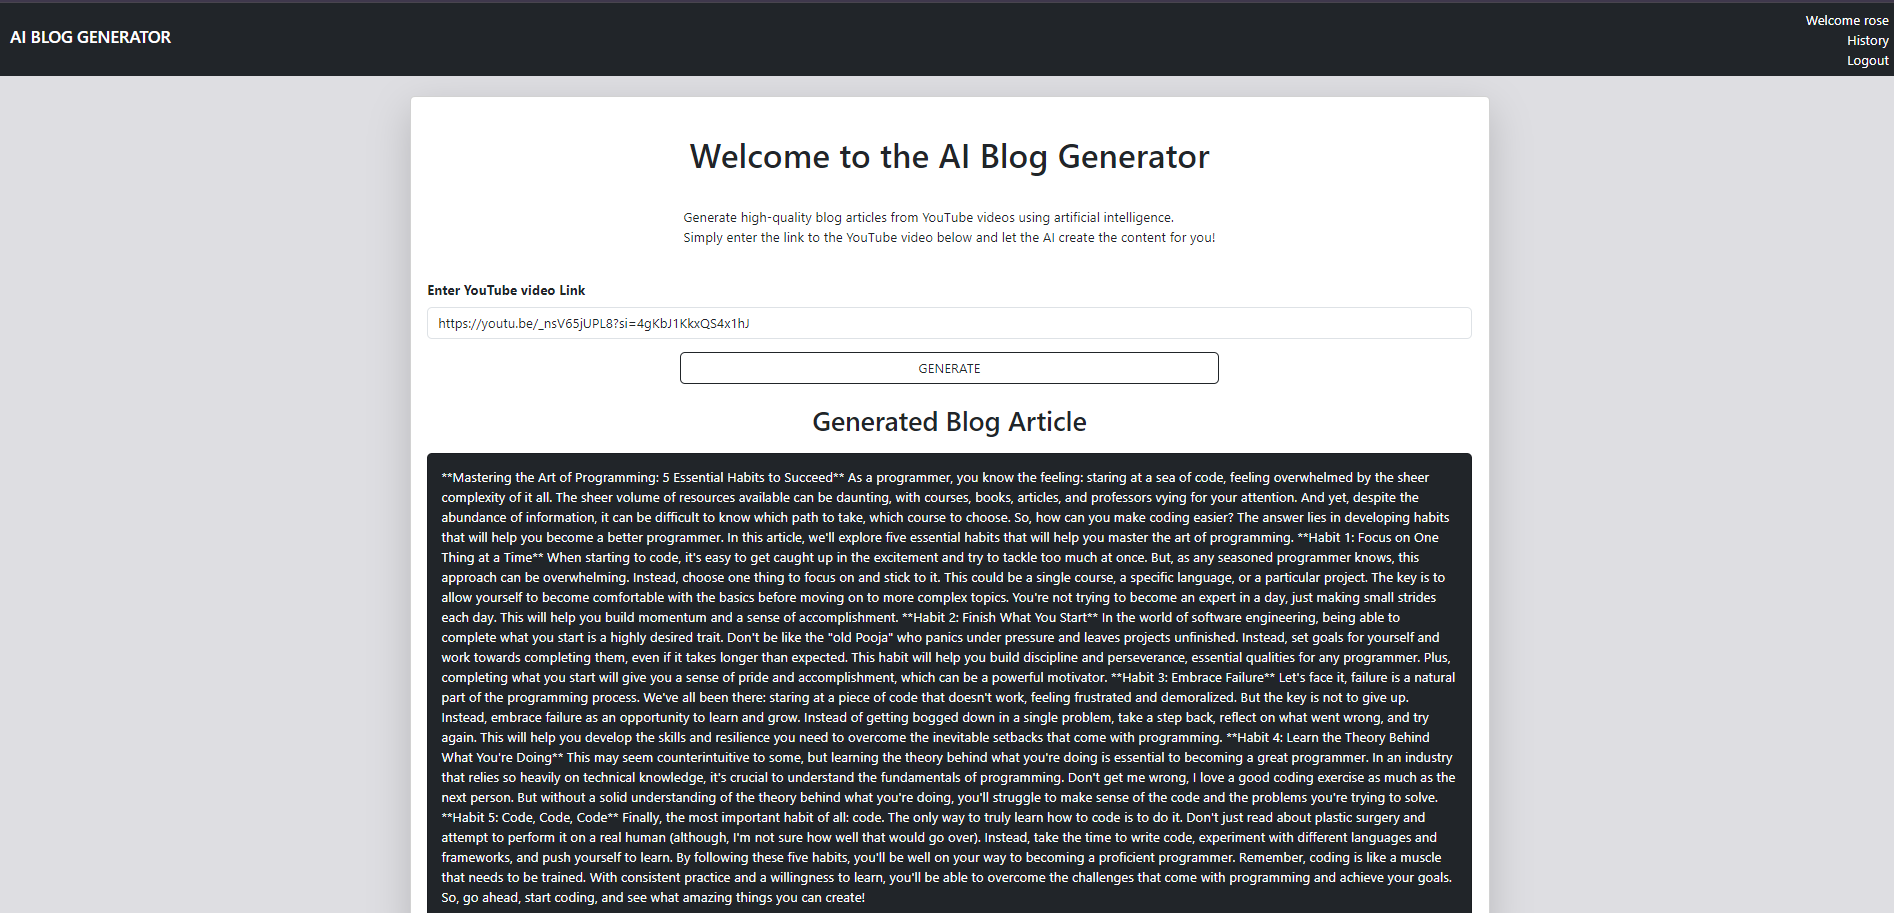 AI BLOG GENERATOR
Welcome rose
History
Logout
Welcome to the AI Blog Generator
Generate high-quality blog articles from YouTube videos using artificial intelligence.
Simply enter the link to the YouTube video below and let the AI create the content for you!
Enter YouTube video Link
https://youtu.be/_nsV65jUPL8?si=4gKbJ1KkxQS4x1hJ
GENERATE
Generated Blog Article
**Mastering the Art of Programming: 5 Essential Habits to Succeed** As a programmer, you know the feeling: staring at a sea of code, feeling overwhelmed by the sheer
complexity of it all. The sheer volume of resources available can be daunting, with courses, books, articles, and professors vying for your attention. And yet, despite the
abundance of information, it can be difficult to know which path to take, which course to choose. So, how can you make coding easier? The answer lies in developing habits
that will help you become a better programmer. In this article, we'll explore five essential habits that will help you master the art of programming. **Habit 1: Focus on One
Thing at a Time** When starting to code, it's easy to get caught up in the excitement and try to tackle too much at once. But, as any seasoned programmer knows, this
approach can be overwhelming. Instead, choose one thing to focus on and stick to it. This could be a single course, a specific language, or a particular project. The key is to
allow yourself to become comfortable with the basics before moving on to more complex topics. You're not trying to become an expert in a day, just making small strides
each day. This will help you build momentum and a sense of accomplishment. **Habit 2: Finish What You Start** In the world of software engineering, being able to
complete what you start is a highly desired trait. Don't be like the "old Pooja" who panics under pressure and leaves projects unfinished. Instead, set goals for yourself and
work towards completing them, even if it takes longer than expected. This habit will help you build discipline and perseverance, essential qualities for any programmer. Plus,
completing what you start will give you a sense of pride and accomplishment, which can be a powerful motivator. **Habit 3: Embrace Failure** Let's face it, failure is a natural
part of the programming process. We've all been there: staring at a piece of code that doesn't work, feeling frustrated and demoralized. But the key is not to give up.
Instead, embrace failure as an opportunity to learn and grow. Instead of getting bogged down in a single problem, take a step back, reflect on what went wrong, and try
again. This will help you develop the skills and resilience you need to overcome the inevitable setbacks that come with programming. **Habit 4: Learn the Theory Behind
What You're Doing** This may seem counterintuitive to some, but learning the theory behind what you're doing is essential to becoming a great programmer. In an industry
that relies so heavily on technical knowledge, it's crucial to understand the fundamentals of programming. Don't get me wrong, I love a good coding exercise as much as the
next person. But without a solid understanding of the theory behind what you're doing, you'll struggle to make sense of the code and the problems you're trying to solve.
**Habit 5: Code, Code, Code** Finally, the most important habit of all: code. The only way to truly learn how to code is to do it. Don't just read about plastic surgery and
attempt to perform it on a real human (although, I'm not sure how well that would go over). Instead, take the time to write code, experiment with different languages and
frameworks, and push yourself to learn. By following these five habits, you'll be well on your way to becoming a proficient programmer. Remember, coding is like a muscle
that needs to be trained. With consistent practice and a willingness to learn, you'll be able to overcome the challenges that come with programming and achieve your goals.
So, go ahead, start coding, and see what amazing things you can create!